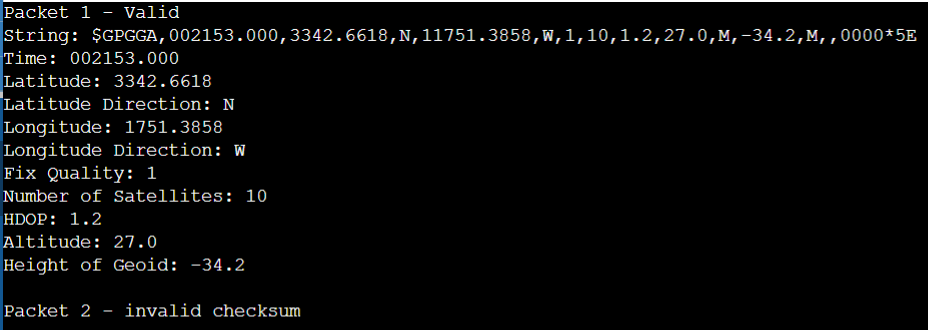 Packet 1 - Valid
String: $GPGGA,002153.000,3342.6618,N,11751.3858,W,1,10,1.2,27.0,M,-34.2,M,,0000*5E
Time: 002153.000
Latitude: 3342.6618
Latitude Direction: N
Longitude: 1751.3858
Longitude Direction: W
Fix Quality: 1
Number of Satellites: 10
HDOP: 1.2
Altitude: 27.0
Height of Geoid: -34.2
Packet 2 - invalid checksum